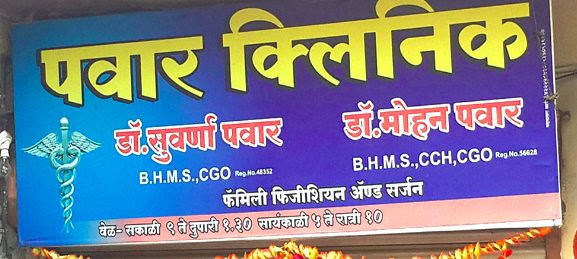 पवार क्लिनिक
डॉ.सुवर्णा पवार
B.H.M.S.,CGO Reg.No.48352
डॉ.मोहन पवार
B.H.M.S.,CCH,CGO Reg.No.56628
फॅमिली फिजीशियन अ‍ॅण्ड सर्जन
वेळ- सकाळी ९ ते दुपारी १.३० सायंकाळी ५ ते रात्री १०